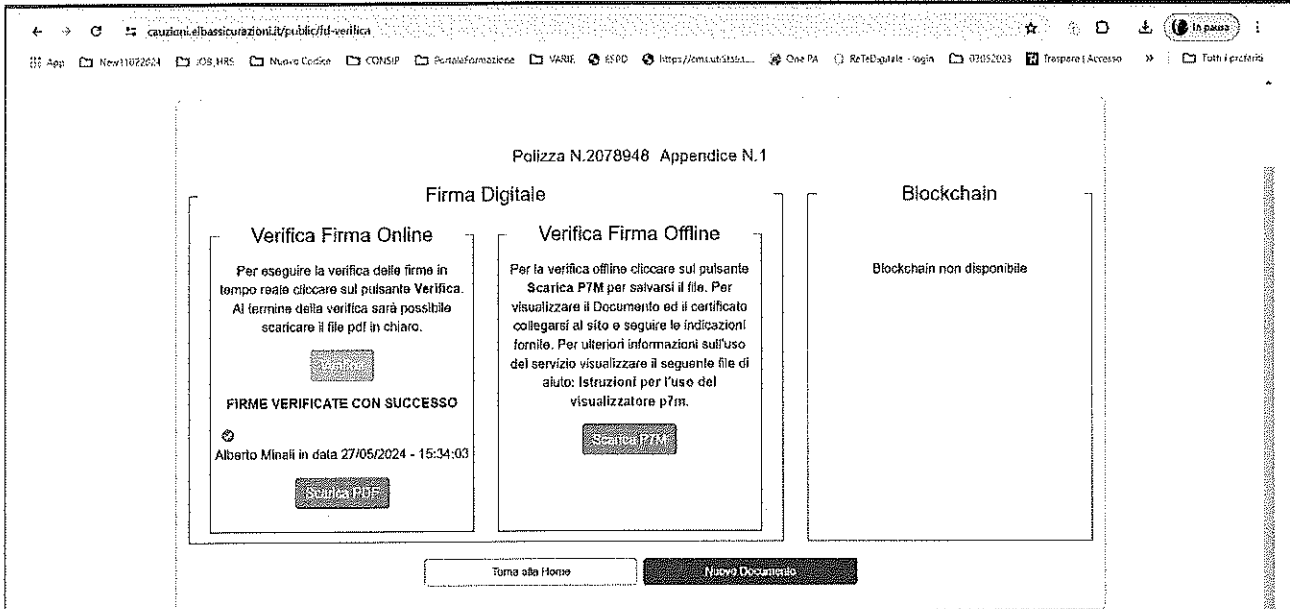 cauzioni.elbassicurazioni.it/public/fd-verifica
In pausa
App New11022024 JOB,HRS Nuovo Codice CONSIP Portaleformazione VARIE ESPD One PA ReTeDigitale - login 02052023 Tutti i preferiti
Polizza N.2078948 Appendice N.1
Firma Digitale
Verifica Firma Online
Per eseguire la verifica delle firme in
tempo reale cliccare sul pulsante Verifica.
Al termine della verifica sarà possibile
scaricare il file pdf in chiaro.
FIRME VERIFICATE CON SUCCESSO
Alberto Minali in data 27/05/2024 - 15:34:03
Scarica PDF
Verifica Firma Offline
Per la verifica offline cliccare sul pulsante
Scarica P7M per salvarsi il file. Per
visualizzare il Documento ed il certificato
collegarsi al sito e seguire le indicazioni
fornite. Per ulteriori informazioni sull'uso
del servizio visualizzare il seguente file di
aiuto: Istruzioni per l'uso del
visualizzatore p7m.
Scarica P7M
Blockchain
Blockchain non disponibile
Torna alla Home
Nuovo Documento